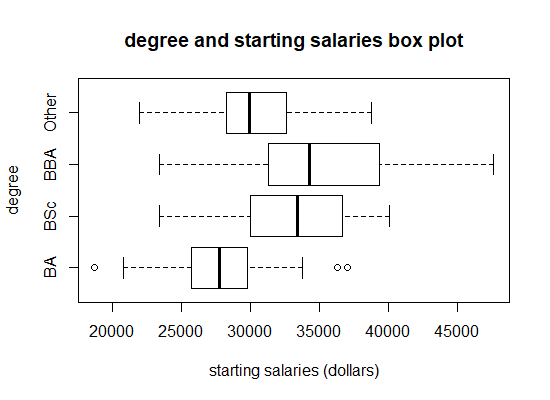 degree and starting salaries box plot
degree
Other
BBA
BSc
BA
20000 25000 30000 35000 40000 45000
starting salaries (dollars)